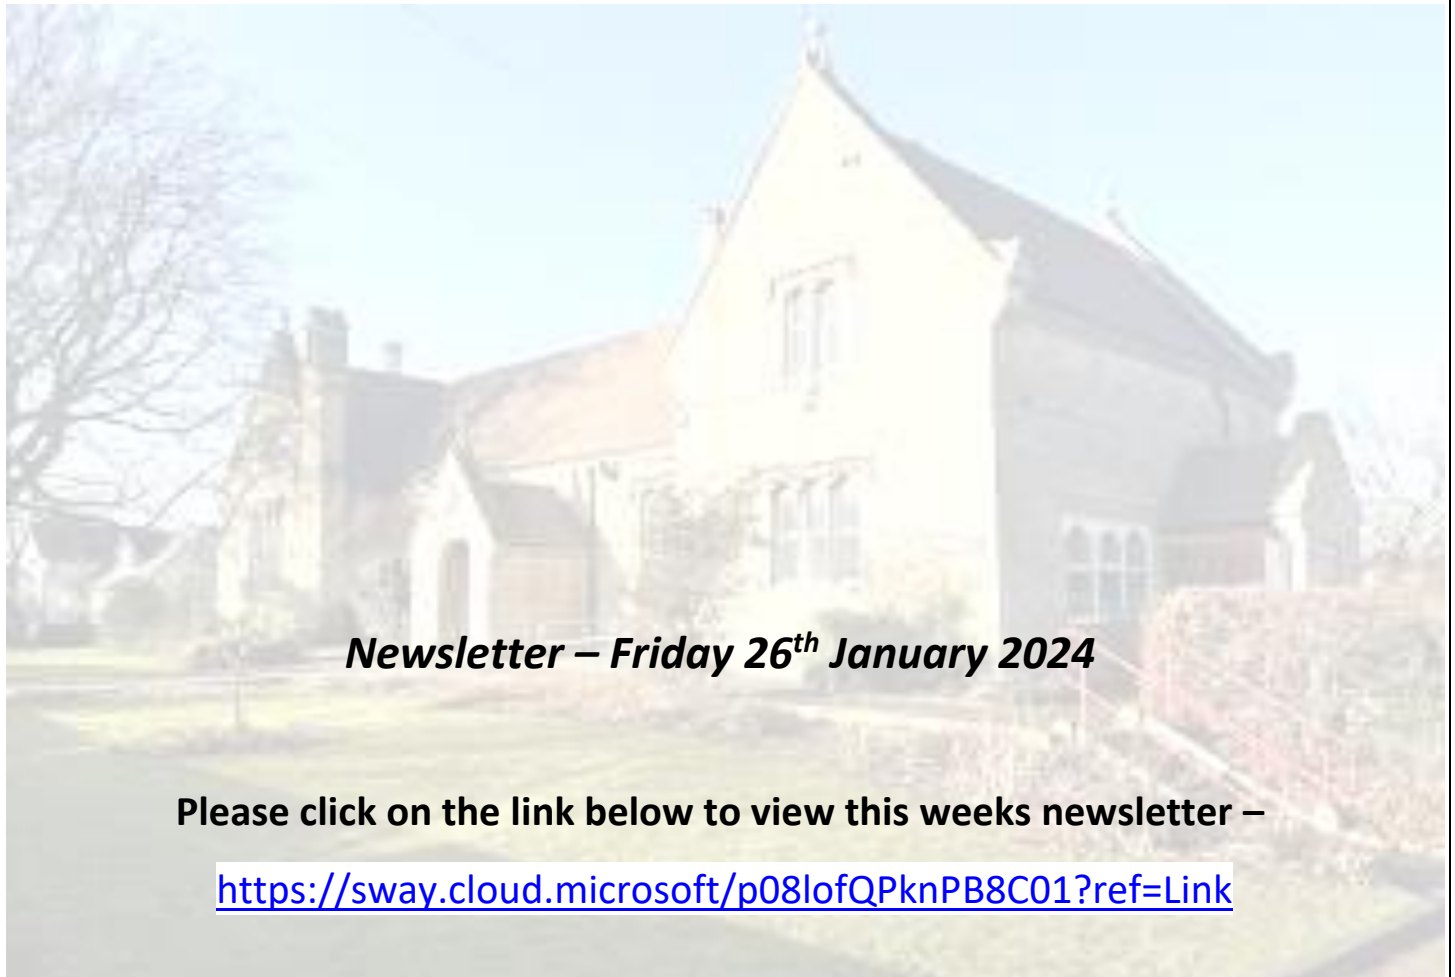 Newsletter – Friday 26th January 2024
Please click on the link below to view this weeks newsletter –
https://sway.cloud.microsoft/p08lofQPknPB8C01?ref=Link